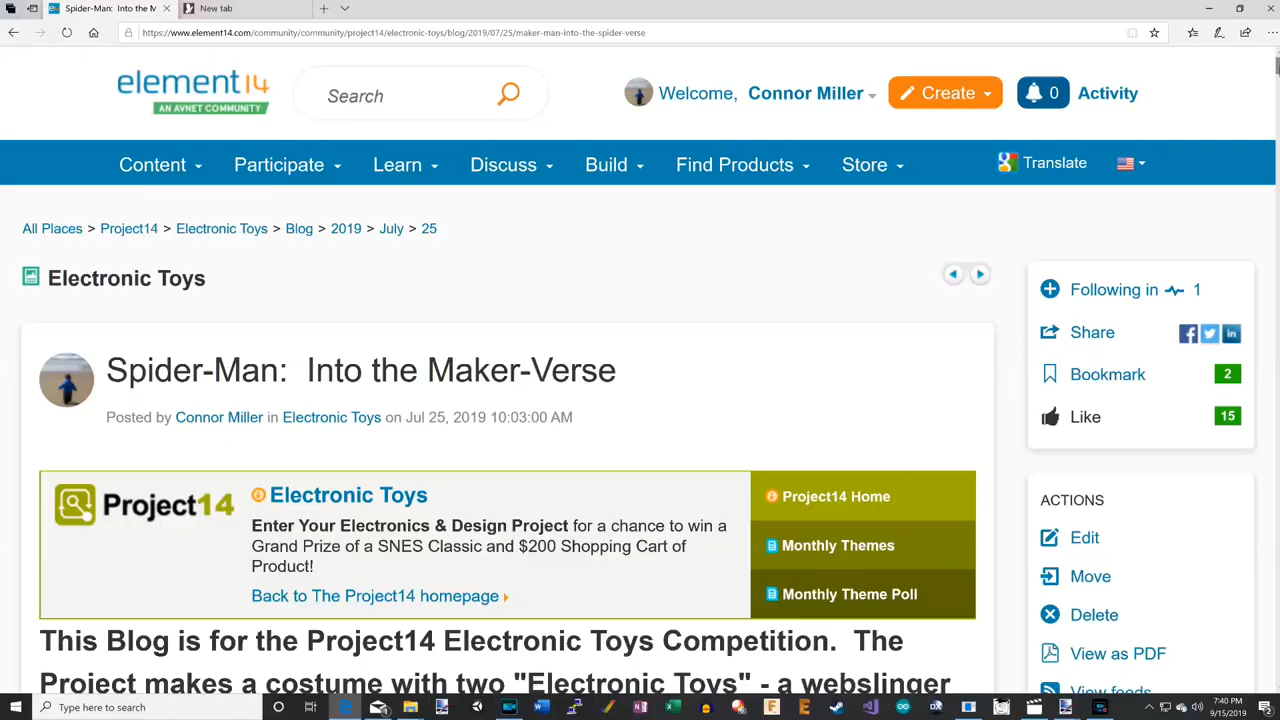 Spider-Man: Into the M
New tab
https://www.element14.com/community/community/project14/electronic-toys/blog/2019/07/25/maker-man-into-the-spider-verse
element14
AN AVNET COMMUNITY
Search
Welcome, Connor Miller
Create
0
Activity
Content
Participate
Learn
Discuss
Build
Find Products
Store
Translate
All Places > Project14 > Electronic Toys > Blog > 2019 > July > 25
Electronic Toys
Following in 1
Share
Bookmark 2
Like 15
Spider-Man: Into the Maker-Verse
Posted by Connor Miller in Electronic Toys on Jul 25, 2019 10:03:00 AM
Project14
Electronic Toys
Enter Your Electronics & Design Project for a chance to win a
Grand Prize of a SNES Classic and $200 Shopping Cart of
Product!
Back to The Project14 homepage
Project14 Home
Monthly Themes
Monthly Theme Poll
ACTIONS
Edit
Move
Delete
View as PDF
View feeds
This Blog is for the Project14 Electronic Toys Competition. The
Project makes a costume with two "Electronic Toys" - a webslinger
Type here to search
7:40 PM
9/15/2019